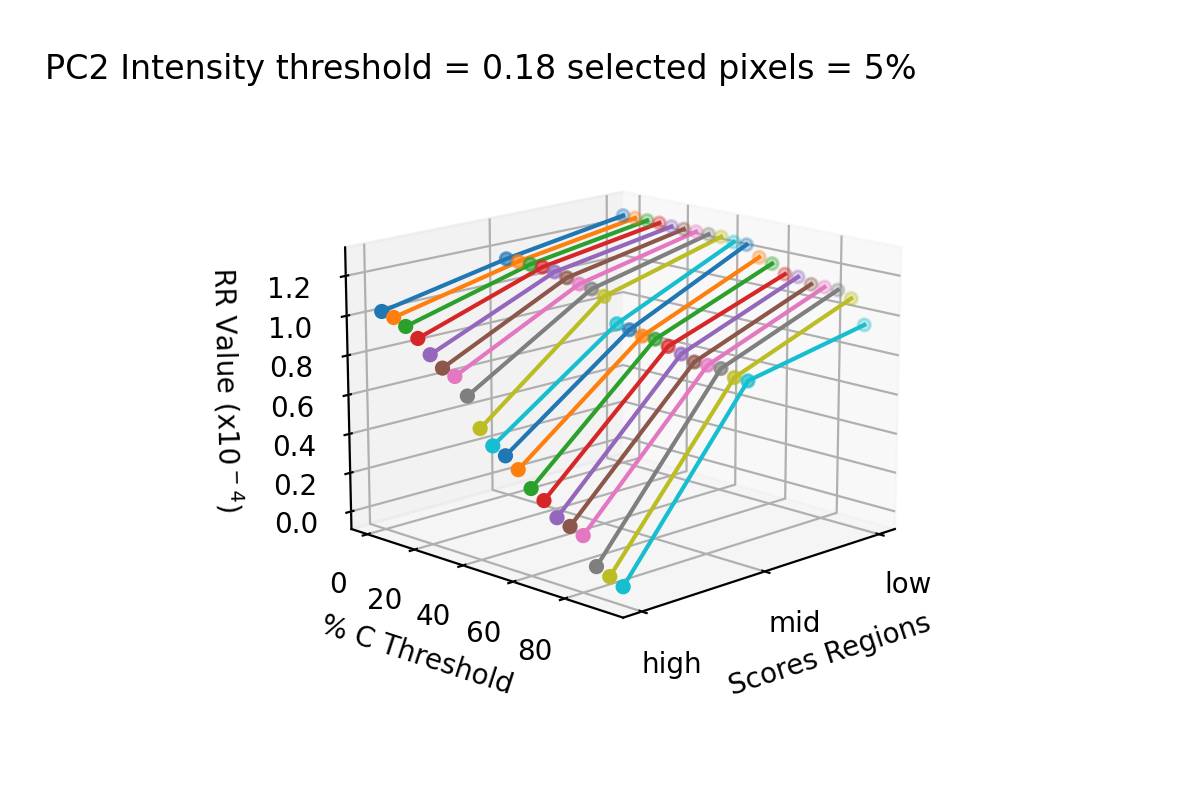 PC2 Intensity threshold = 0.18 selected pixels = 5%
RR Value (x10⁻⁴)
1.2
1.0
0.8
0.6
0.4
0.2
0.0
0
20
40
60
80
% C Threshold
high
mid
low
Scores Regions